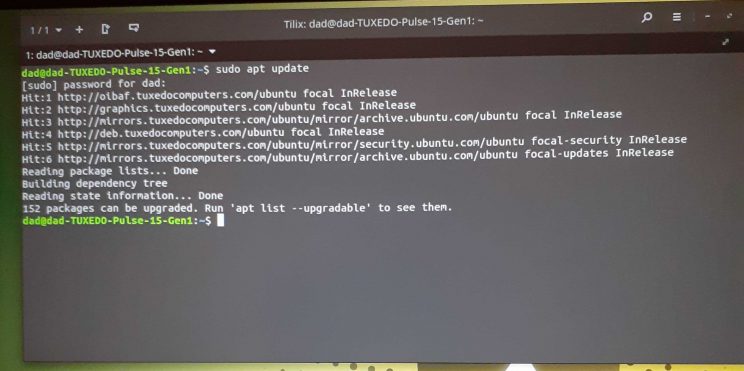 1 / 1
Tilix: dad@dad-TUXEDO-Pulse-15-Gen1: ~
1: dad@dad-TUXEDO-Pulse-15-Gen1: ~
dad@dad-TUXEDO-Pulse-15-Gen1:~$ sudo apt update
[sudo] password for dad:
Hit:1 http://oibaf.tuxedocomputers.com/ubuntu focal InRelease
Hit:2 http://graphics.tuxedocomputers.com/ubuntu focal InRelease
Hit:3 http://mirrors.tuxedocomputers.com/ubuntu/mirror/archive.ubuntu.com/ubuntu focal InRelease
Hit:4 http://deb.tuxedocomputers.com/ubuntu focal InRelease
Hit:5 http://mirrors.tuxedocomputers.com/ubuntu/mirror/security.ubuntu.com/ubuntu focal-security InRelease
Hit:6 http://mirrors.tuxedocomputers.com/ubuntu/mirror/archive.ubuntu.com/ubuntu focal-updates InRelease
Reading package lists... Done
Building dependency tree
Reading state information... Done
152 packages can be upgraded. Run 'apt list --upgradable' to see them.
dad@dad-TUXEDO-Pulse-15-Gen1:~$